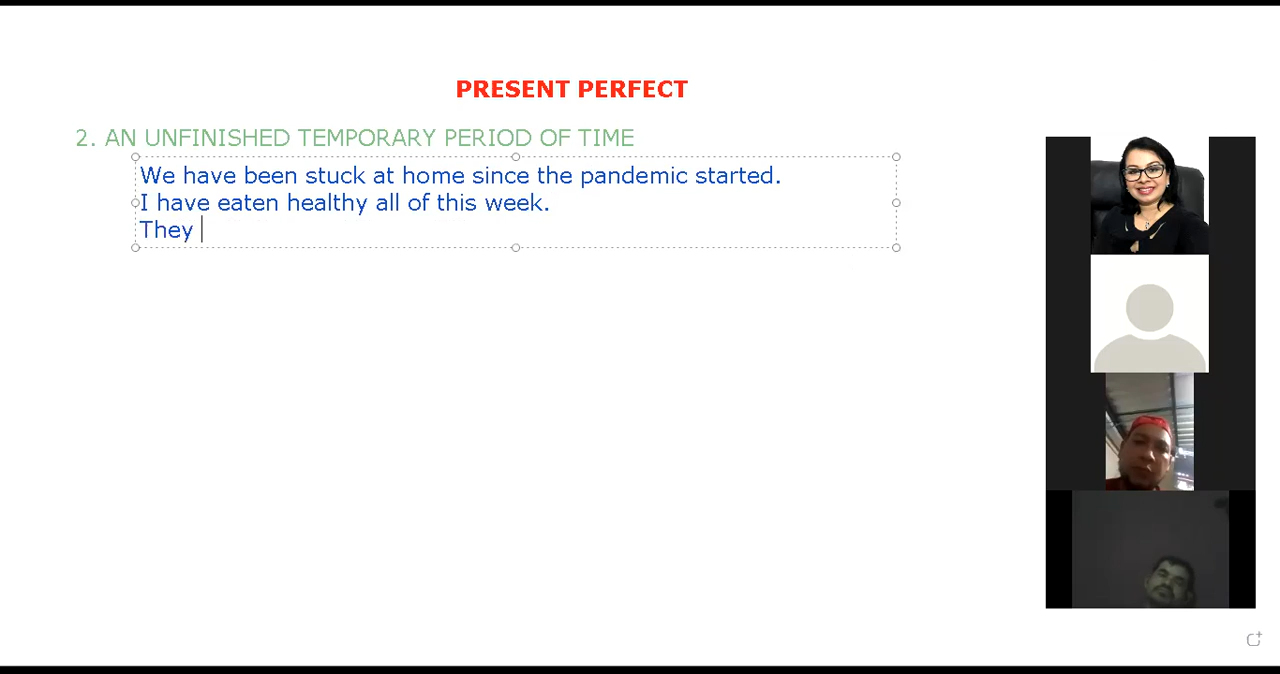 PRESENT PERFECT
2. AN UNFINISHED TEMPORARY PERIOD OF TIME
We have been stuck at home since the pandemic started.
I have eaten healthy all of this week.
They